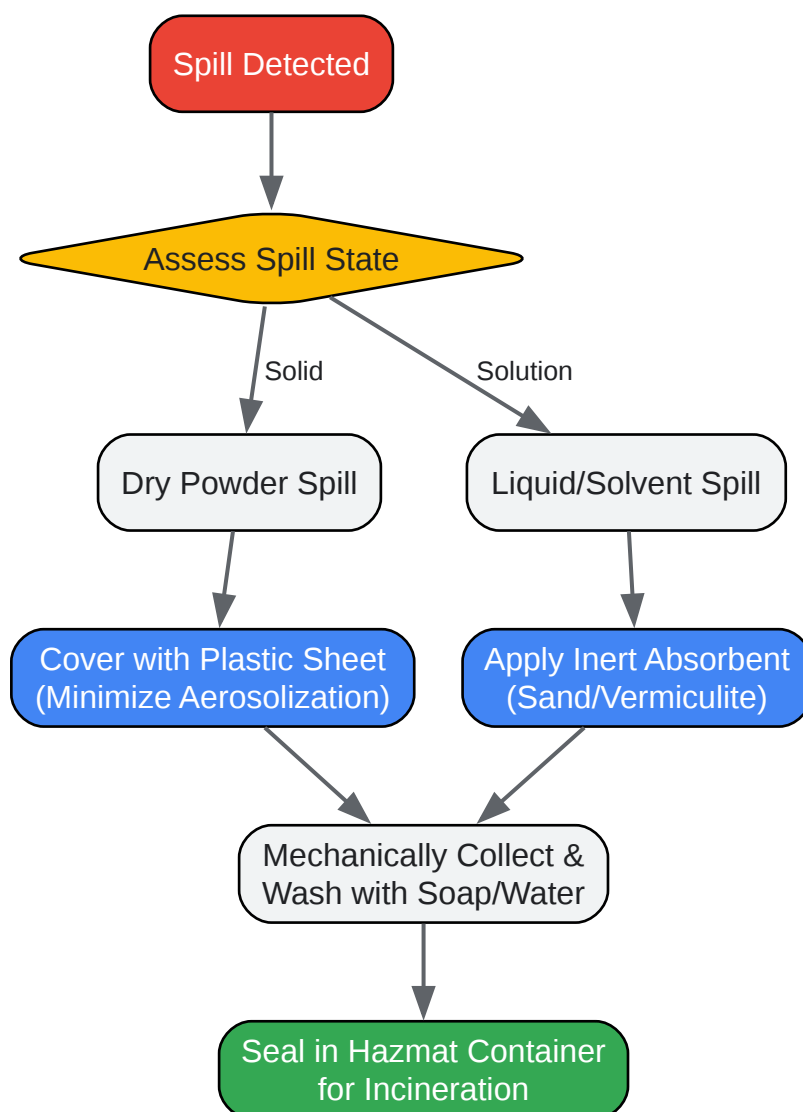 Spill Detected
Assess Spill State
Solid
Solution
Dry Powder Spill
Liquid/Solvent Spill
Cover with Plastic Sheet
(Minimize Aerosolization)
Apply Inert Absorbent
(Sand/Vermiculite)
Mechanically Collect &
Wash with Soap/Water
Seal in Hazmat Container
for Incineration